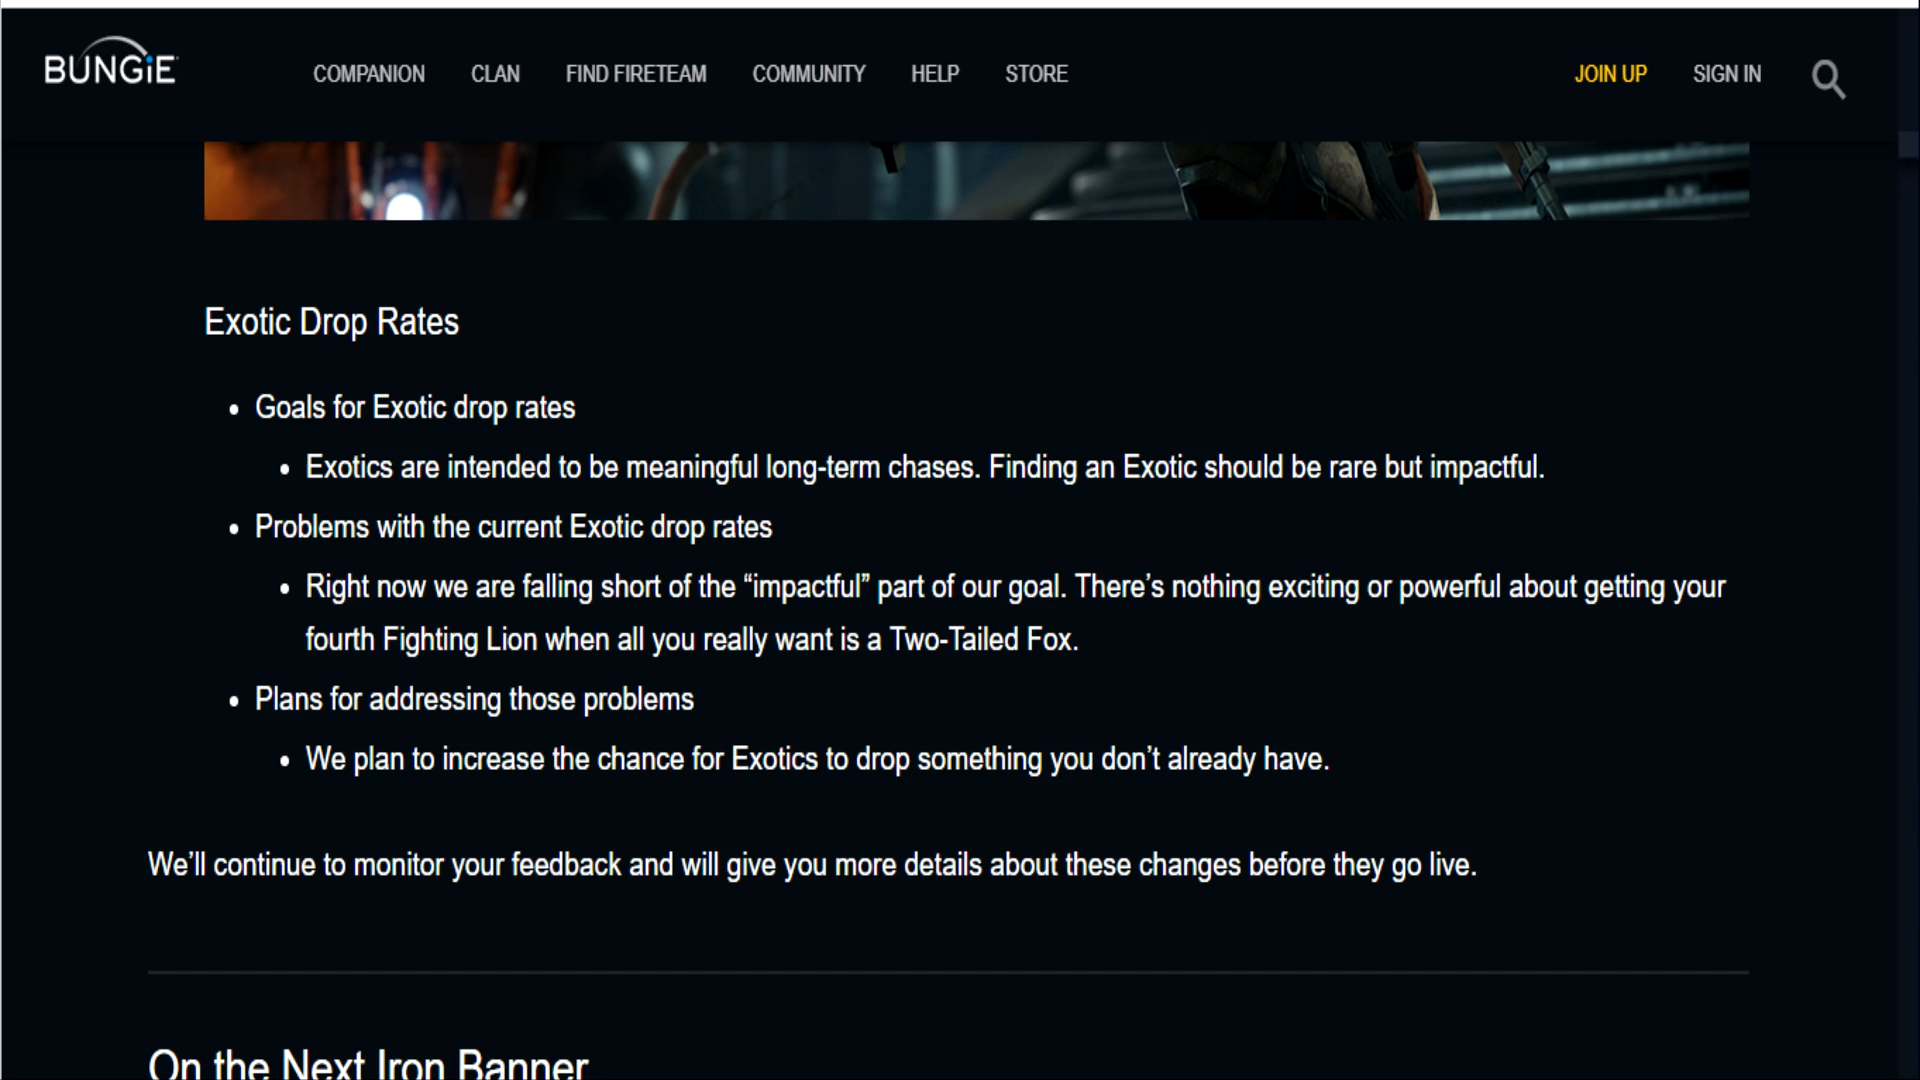 BUNGiE
COMPANION CLAN FIND FIRETEAM COMMUNITY HELP STORE JOIN UP SIGN IN
Exotic Drop Rates
• Goals for Exotic drop rates
• Exotics are intended to be meaningful long-term chases. Finding an Exotic should be rare but impactful.
• Problems with the current Exotic drop rates
• Right now we are falling short of the “impactful” part of our goal. There’s nothing exciting or powerful about getting your
fourth Fighting Lion when all you really want is a Two-Tailed Fox.
• Plans for addressing those problems
• We plan to increase the chance for Exotics to drop something you don’t already have.
We’ll continue to monitor your feedback and will give you more details about these changes before they go live.
On the Next Iron Banner